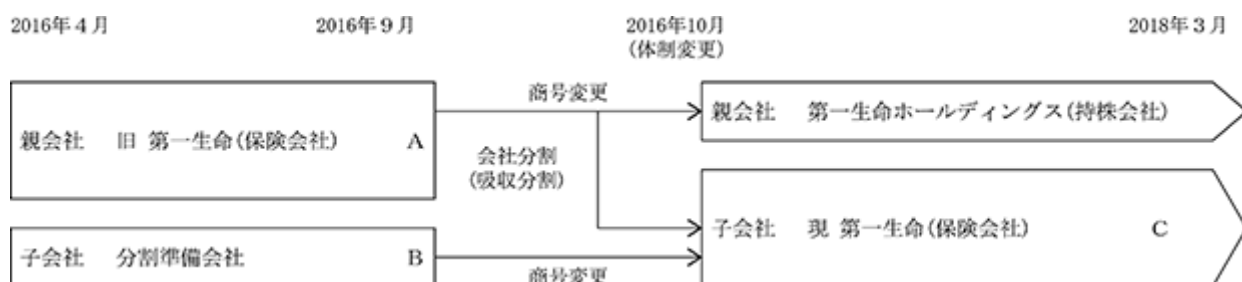 2016年4月
2016年9月
2016年10月
(体制変更)
2018年3月
親会社 旧 第一生命(保険会社) A
商号変更
親会社 第一生命ホールディングス(持株会社)
会社分割
(吸収分割)
子会社 分割準備会社 B
商号変更
子会社 現 第一生命(保険会社) C